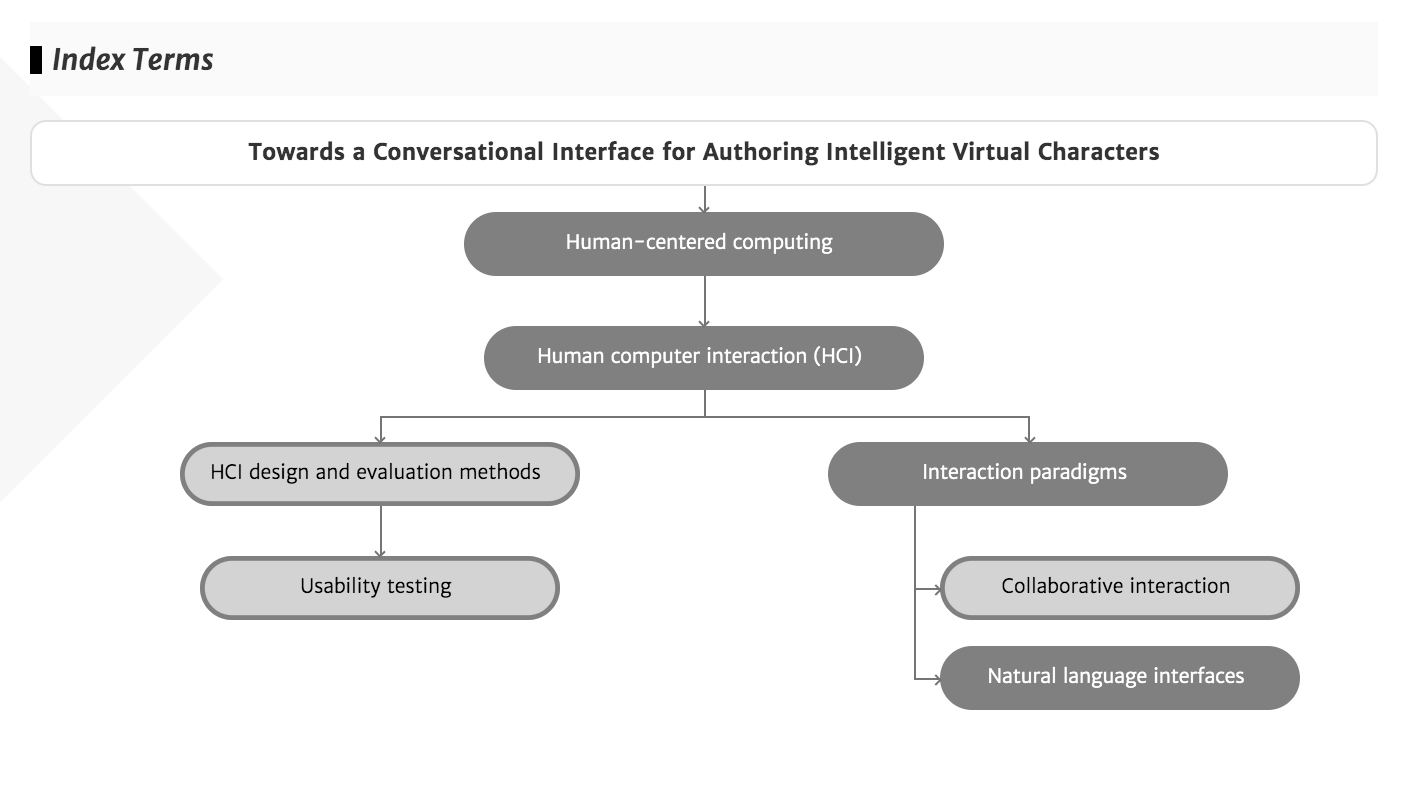 Index Terms
Towards a Conversational Interface for Authoring Intelligent Virtual Characters
Human-centered computing
Human computer interaction (HCI)
HCI design and evaluation methods
Interaction paradigms
Usability testing
Collaborative interaction
Natural language interfaces